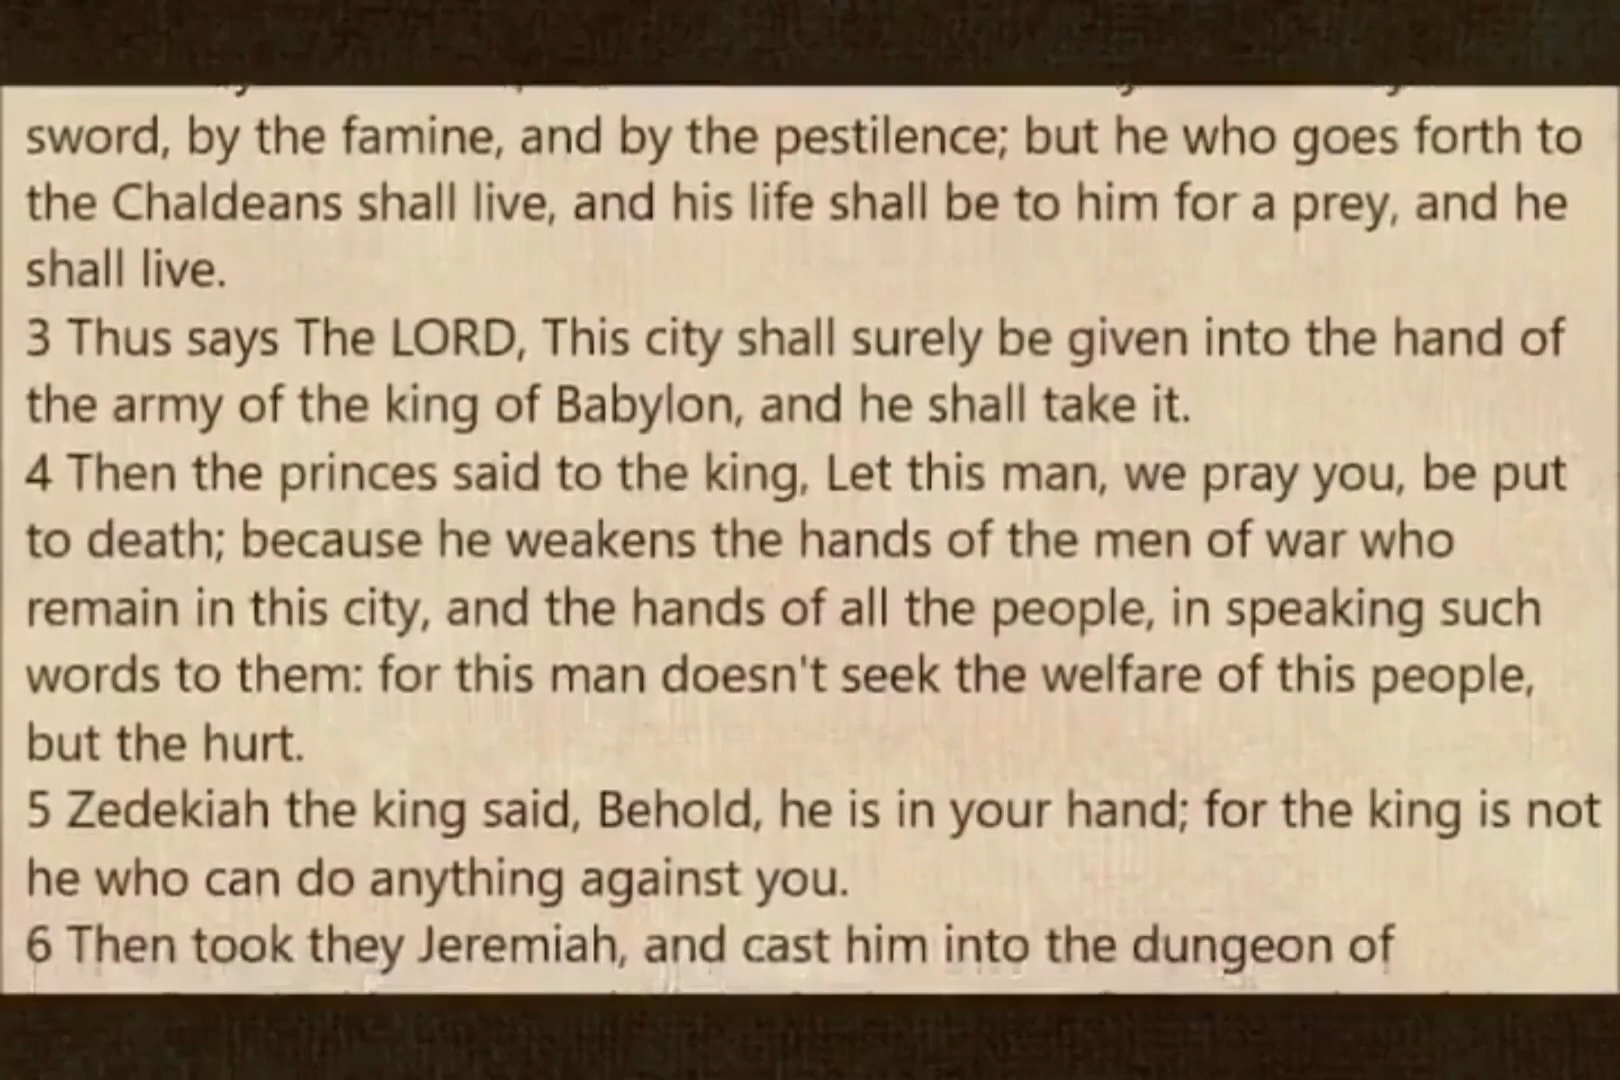 sword, by the famine, and by the pestilence; but he who goes forth to
the Chaldeans shall live, and his life shall be to him for a prey, and he
shall live.
3 Thus says The LORD, This city shall surely be given into the hand of
the army of the king of Babylon, and he shall take it.
4 Then the princes said to the king, Let this man, we pray you, be put
to death; because he weakens the hands of the men of war who
remain in this city, and the hands of all the people, in speaking such
words to them: for this man doesn't seek the welfare of this people,
but the hurt.
5 Zedekiah the king said, Behold, he is in your hand; for the king is not
he who can do anything against you.
6 Then took they Jeremiah, and cast him into the dungeon of